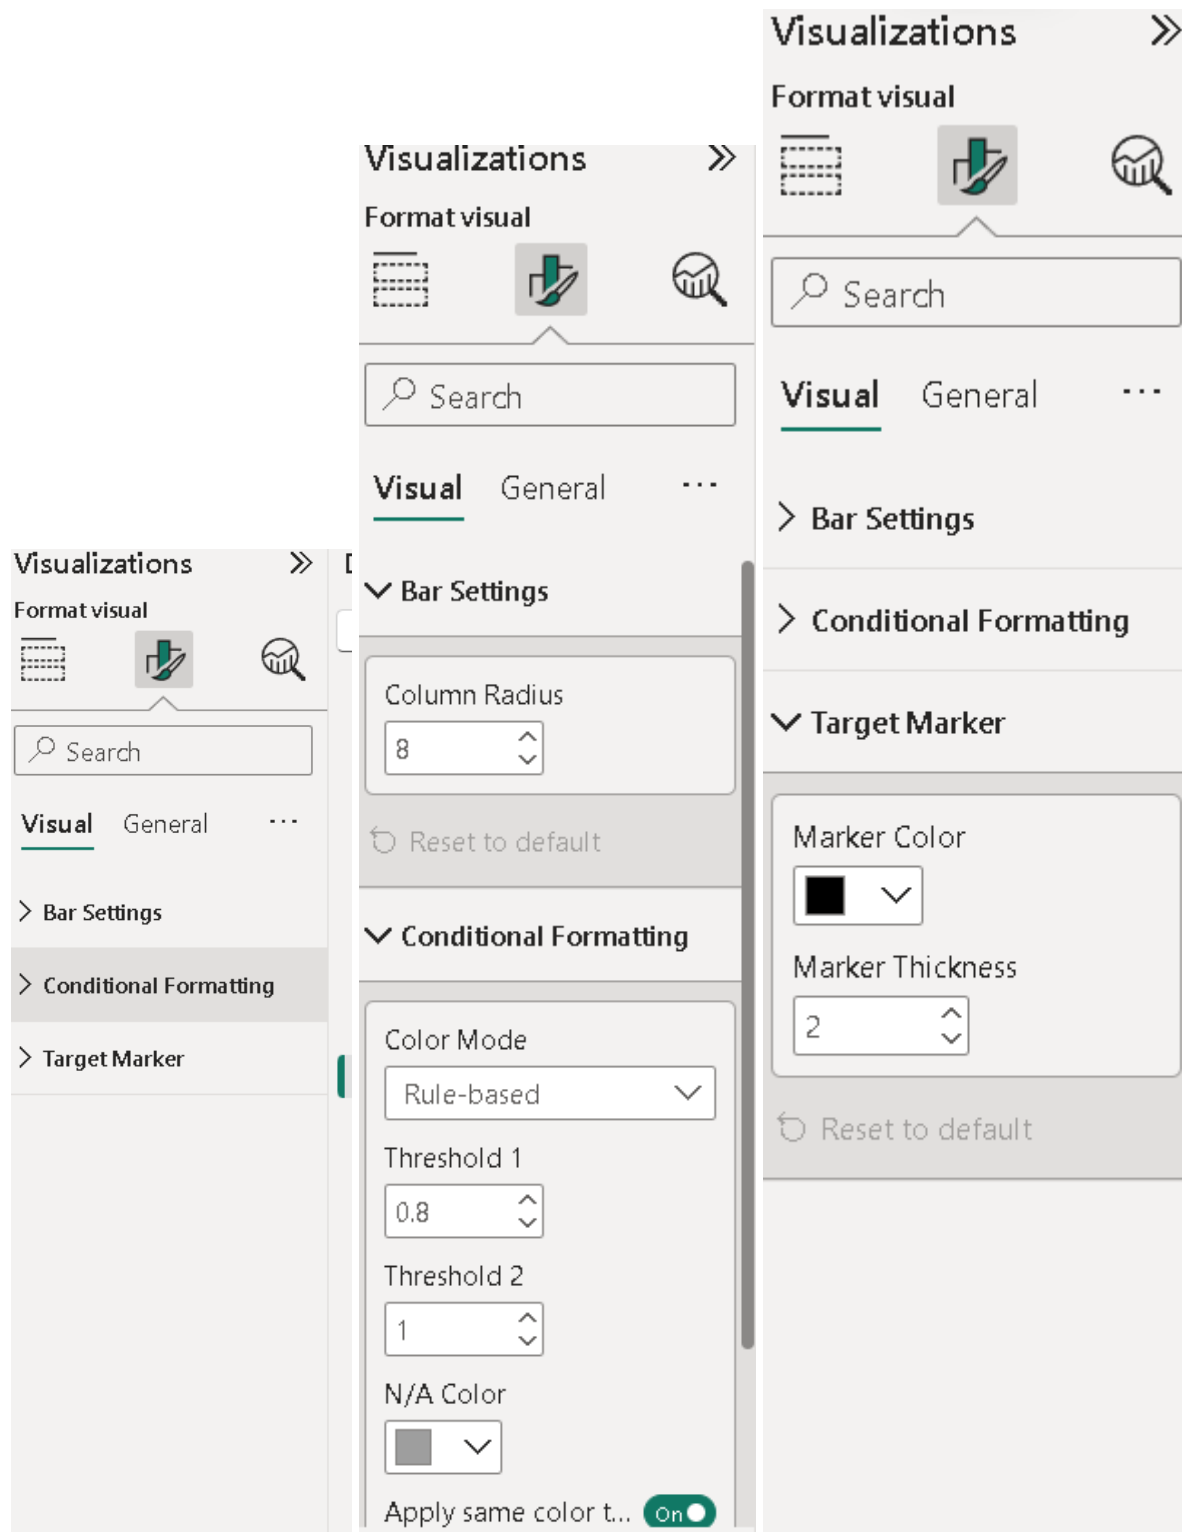 Visualizations
Format visual
Search
Visual General
Bar Settings
Conditional Formatting
Target Marker
Visualizations
Format visual
Search
Visual General
Bar Settings
Column Radius
8
Reset to default
Conditional Formatting
Color Mode
Rule-based
Threshold 1
0.8
Threshold 2
1
N/A Color
Apply same color t... On
Visualizations
Format visual
Search
Visual General
Bar Settings
Conditional Formatting
Target Marker
Marker Color
Marker Thickness
2
Reset to default